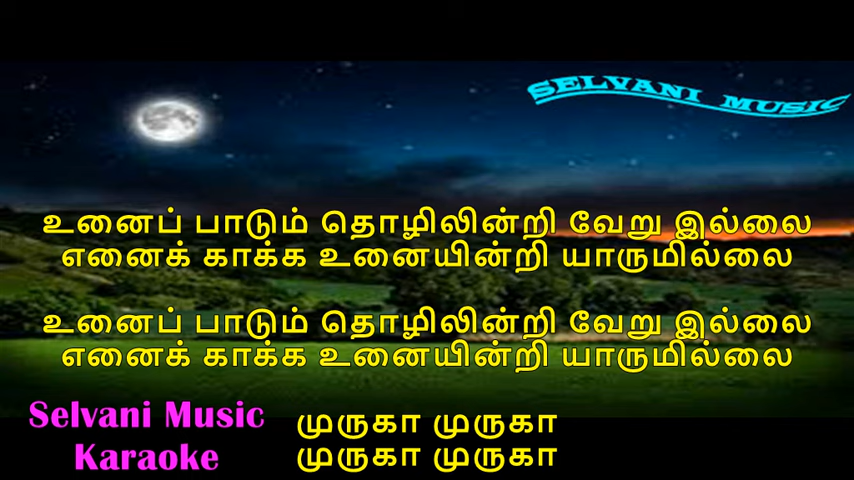 SELVANI MUSIC
உனைப் பாடும் தொழிலின்றி வேறு இல்லை
எனைக் காக்க உனையின்றி யாருமில்லை
உனைப் பாடும் தொழிலின்றி வேறு இல்லை
எனைக் காக்க உனையின்றி யாருமில்லை
Selvani Music
Karaoke
முருகா முருகா
முருகா முருகா